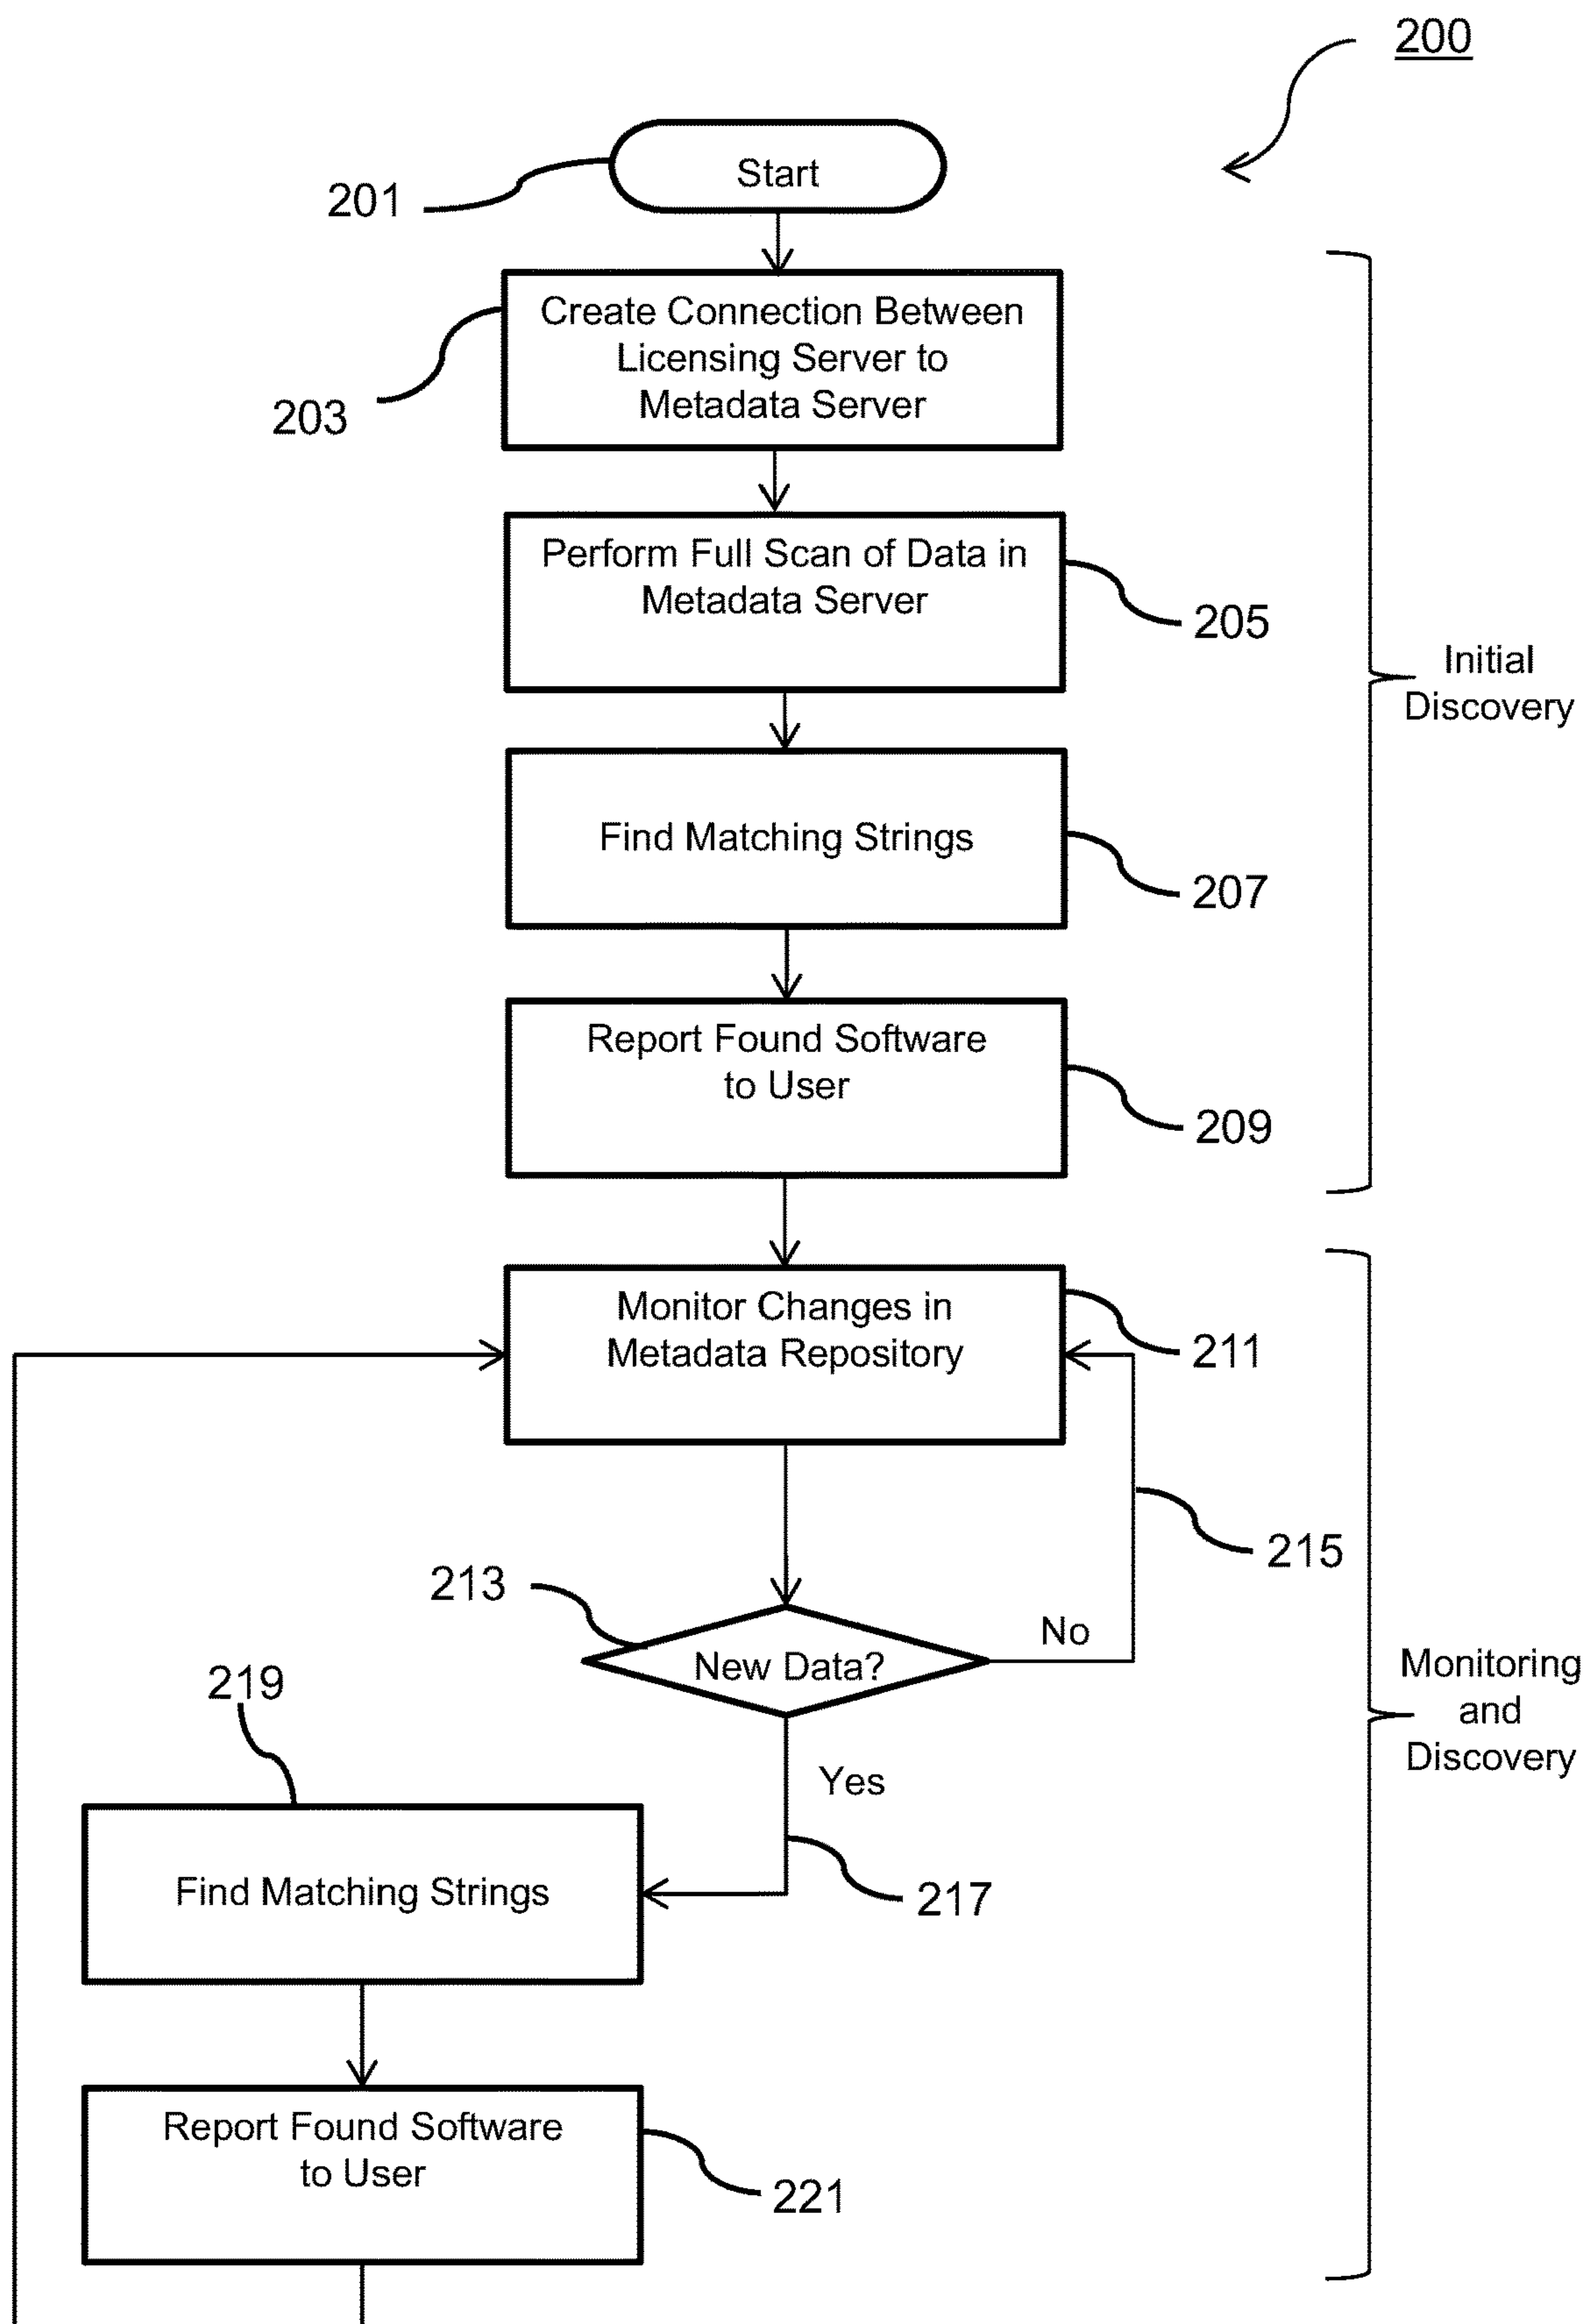 200
Start
201
Create Connection Between
Licensing Server to
Metadata Server
203
Perform Full Scan of Data in
Metadata Server
205
Initial
Discovery
Find Matching Strings
207
Report Found Software
to User
209
Monitor Changes in
Metadata Repository
211
215
213
New Data?
No
Monitoring
and
Discovery
219
Yes
Find Matching Strings
217
Report Found Software
to User
221